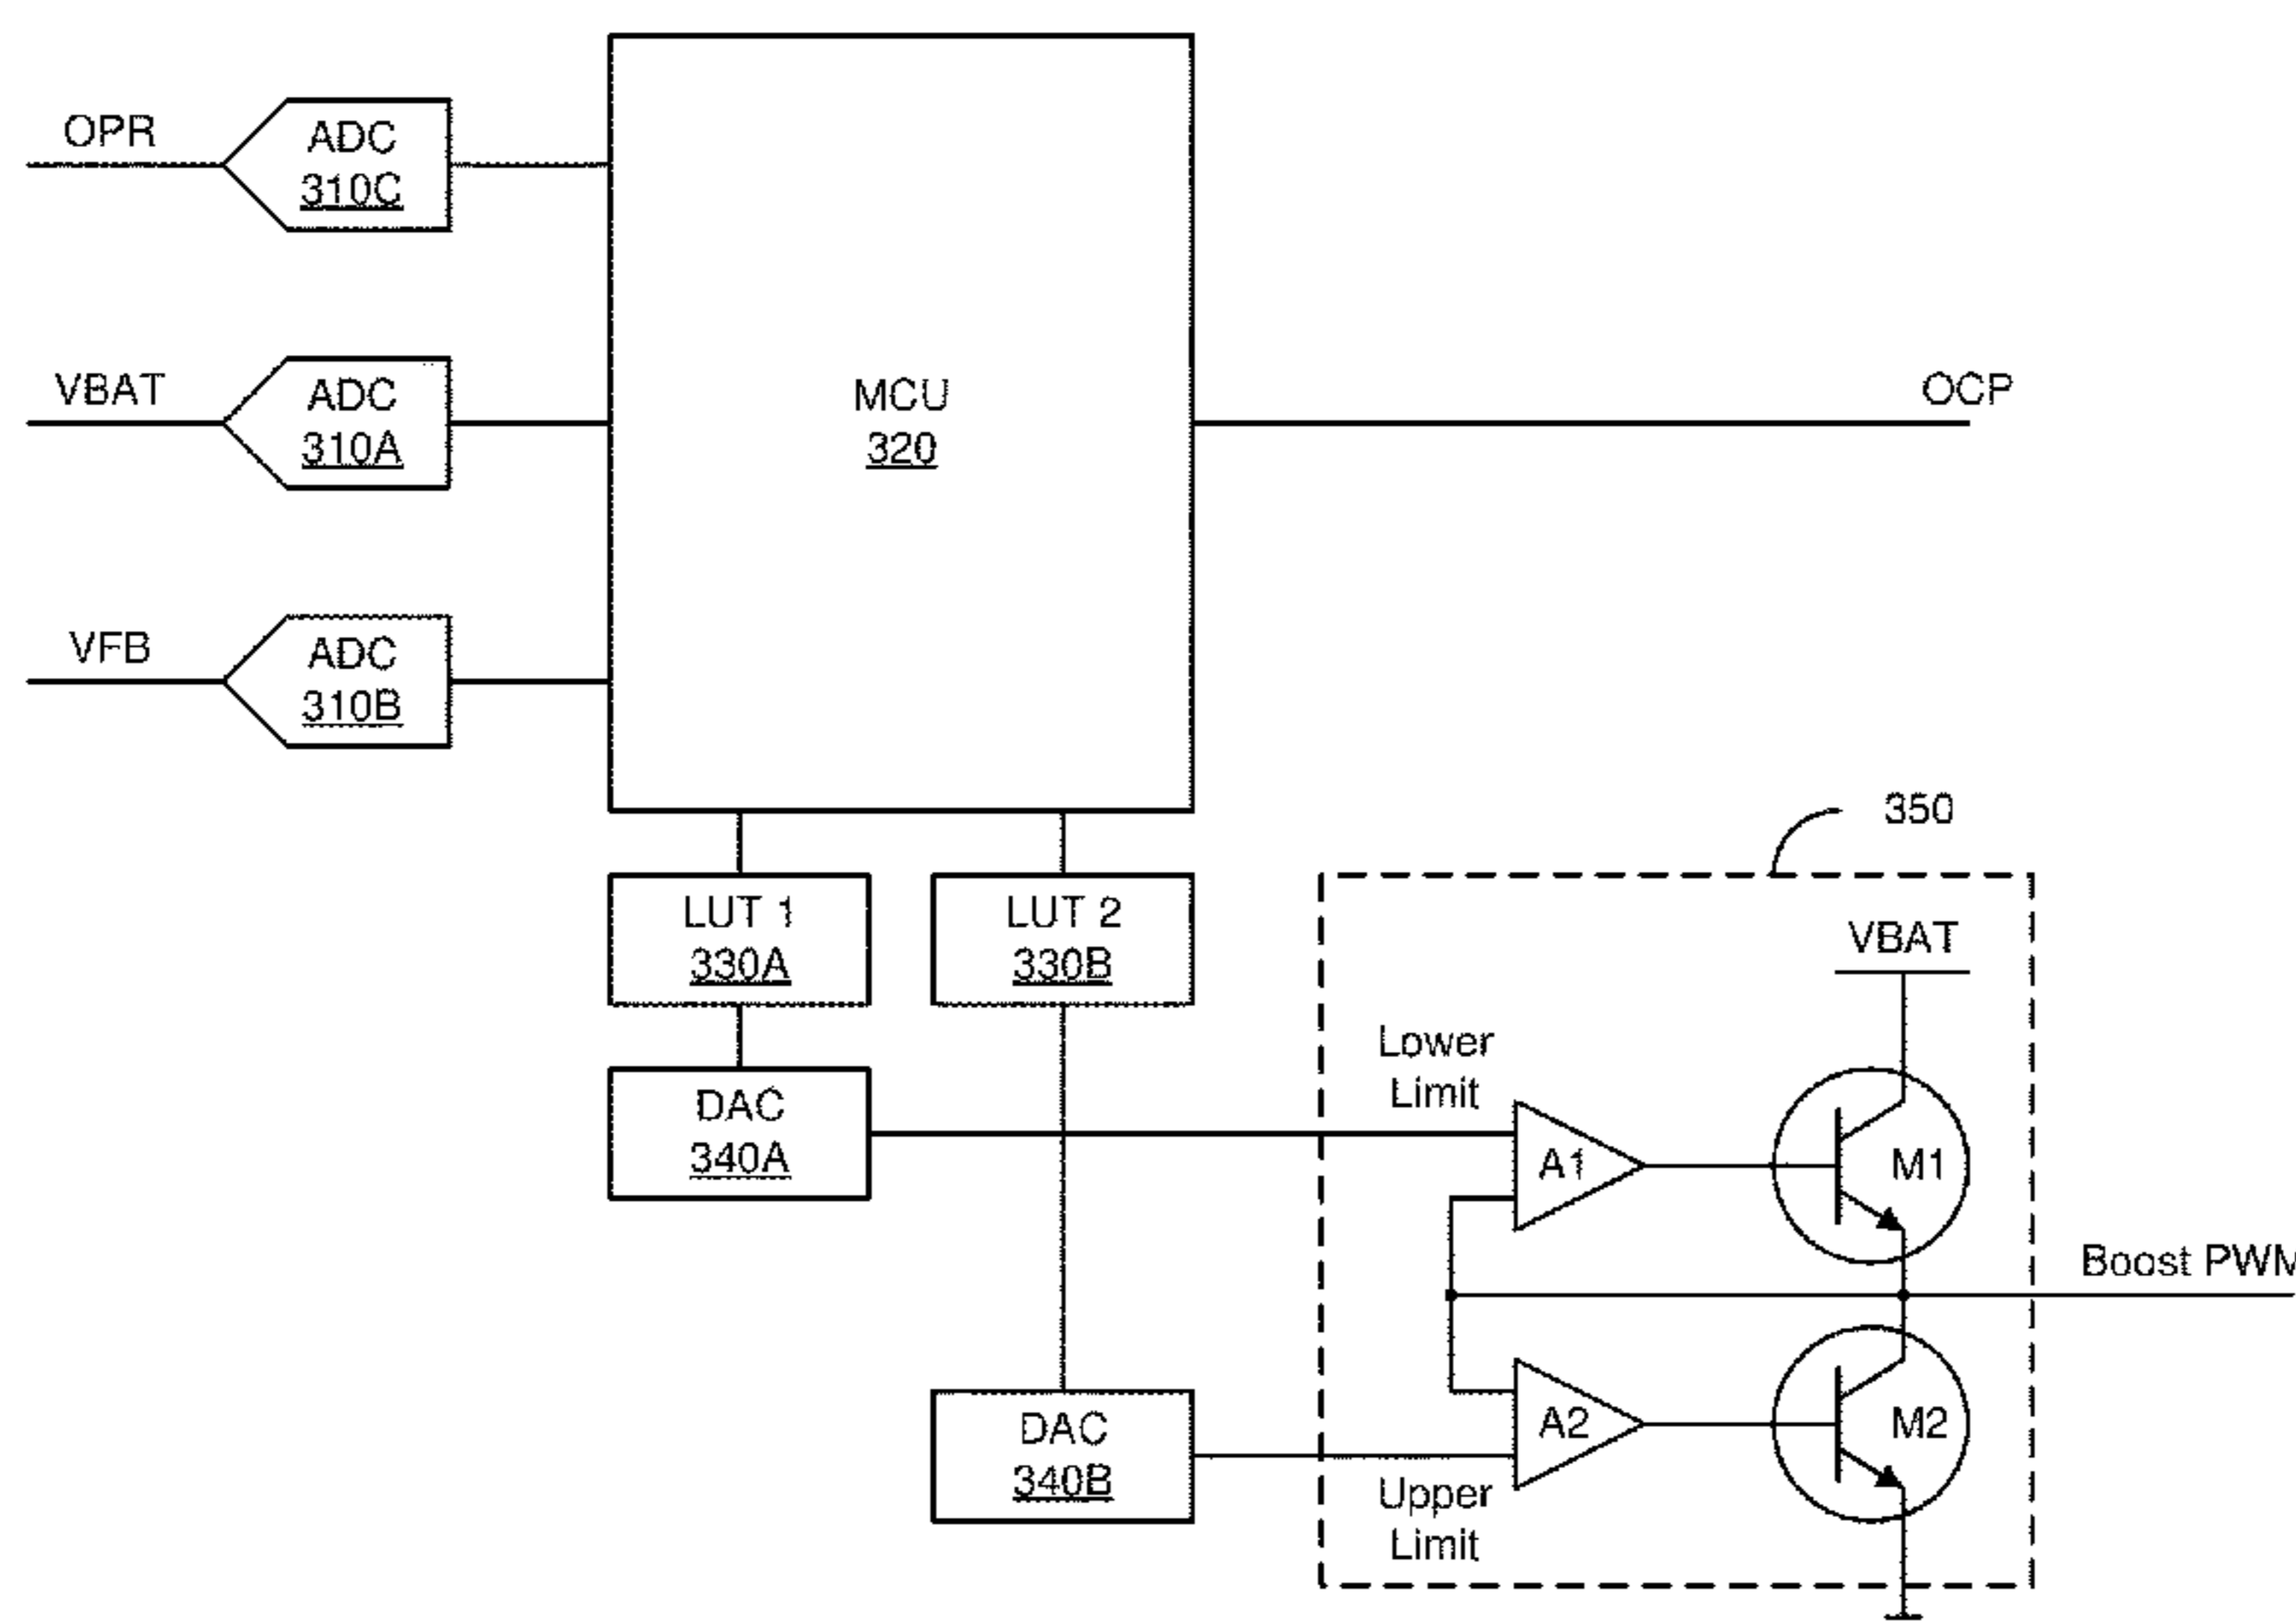 OPR
ADC
310C
VBAT
ADC
310A
MCU
320
OCP
VFB
ADC
310B
350
LUT 1
330A
LUT 2
330B
VBAT
Lower
Limit
DAC
340A
A1
M1
Boost PWM
DAC
340B
A2
M2
Upper
Limit